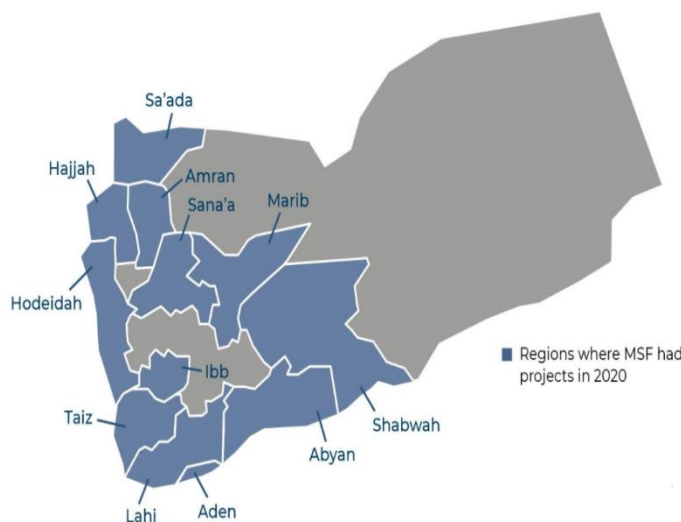 Sa'ada
Hajjah
Amran
Sana'a
Marib
Hodeidah
Ibb
Regions where MSF had
projects in 2020
Taiz
Shabwah
Abyan
Lahi
Aden